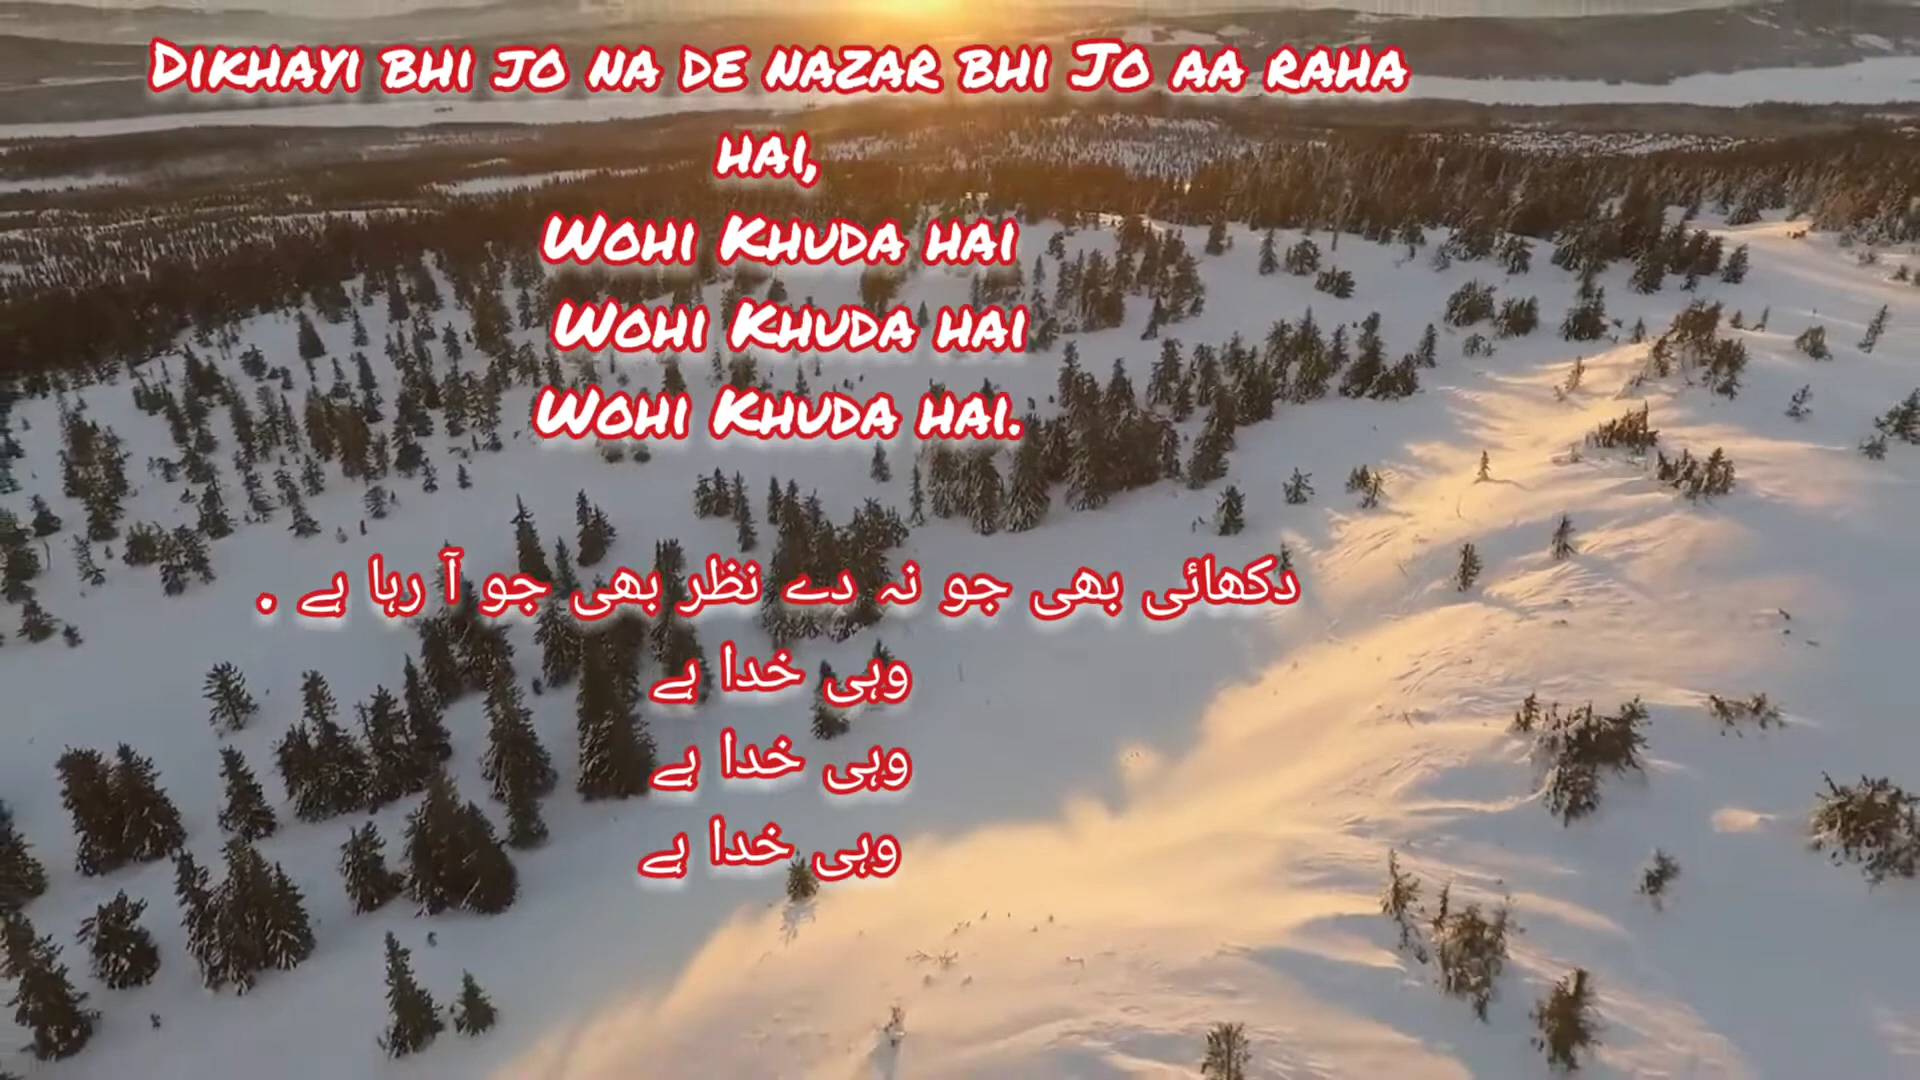 Dikhayi bhi jo na de nazar bhi Jo aa raha
hai,
Wohi Khuda hai
Wohi Khuda hai
Wohi Khuda hai.
دکھائی بھی جو نہ دے نظر بھی جو آ رہا ہے .
وہی خدا ہے
وہی خدا ہے
وہی خدا ہے